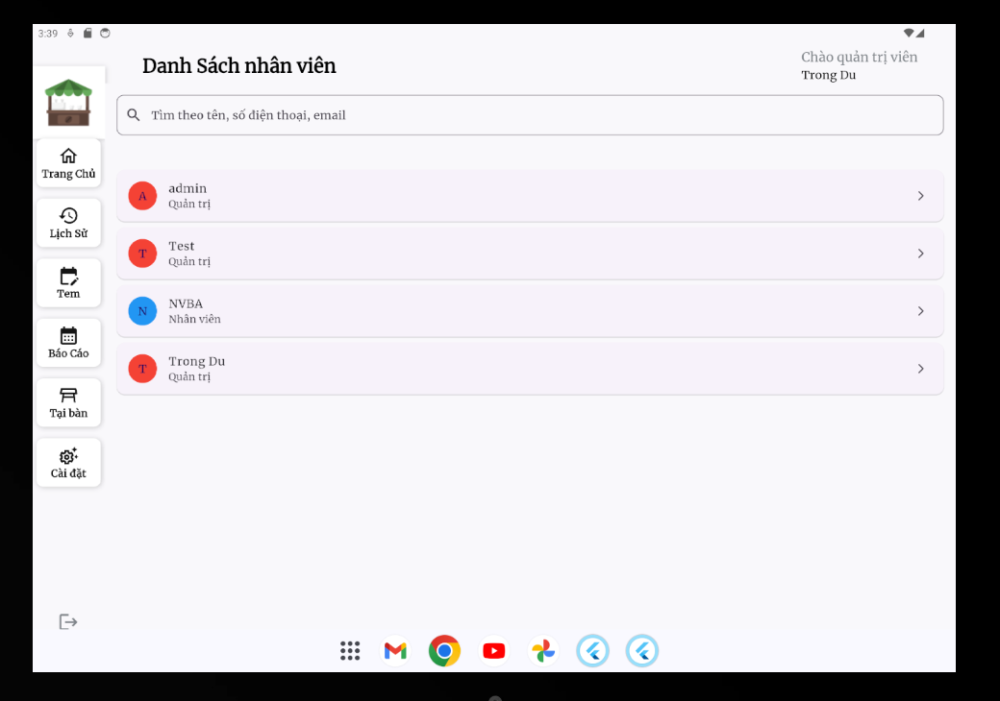 3:39
Danh Sách nhân viên
Chào quản trị viên
Trong Du
Tìm theo tên, số điện thoại, email
Trang Chủ
Lịch Sử
Tem
Báo Cáo
Tại bàn
Cài đặt
A
admin
Quản trị
T
Test
Quản trị
N
NVBA
Nhân viên
T
Trong Du
Quản trị